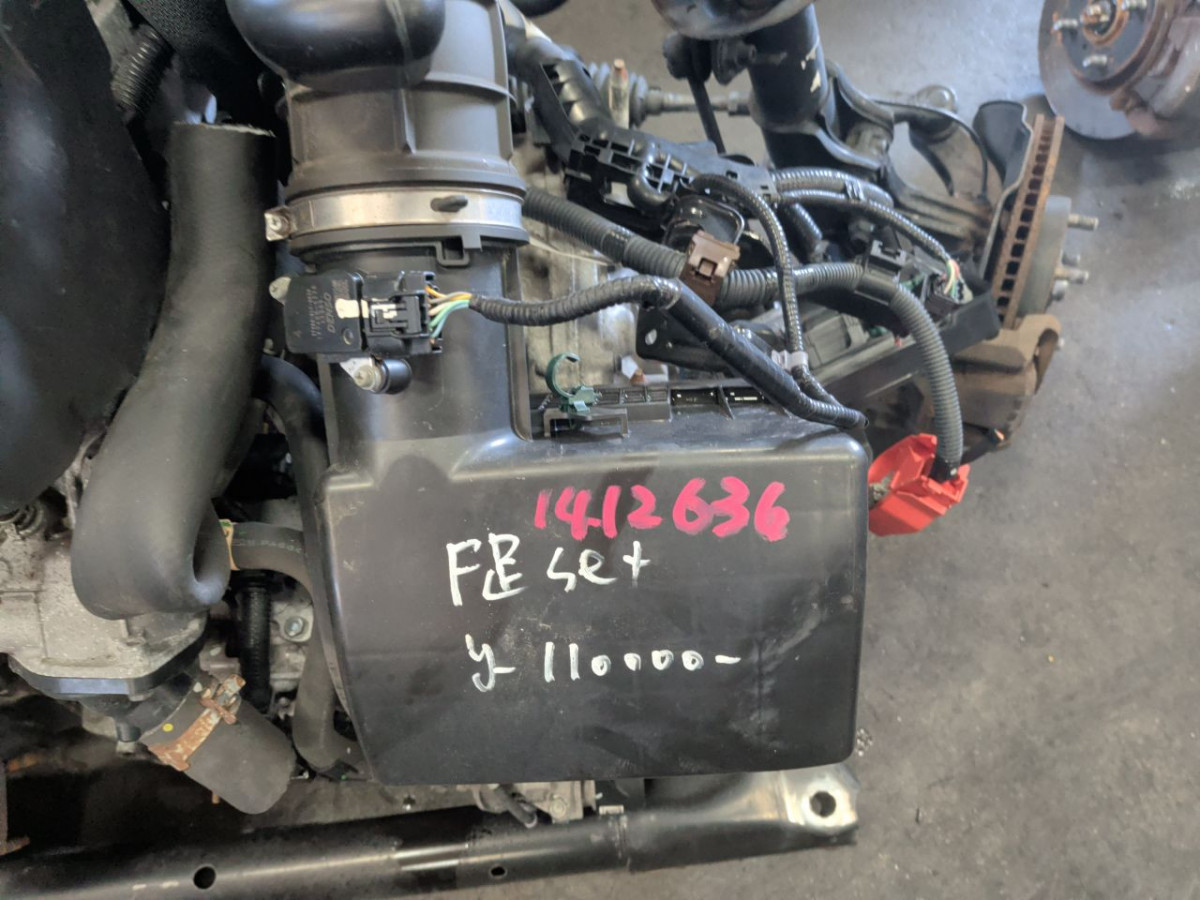 1412636
FE set
y- 110000-